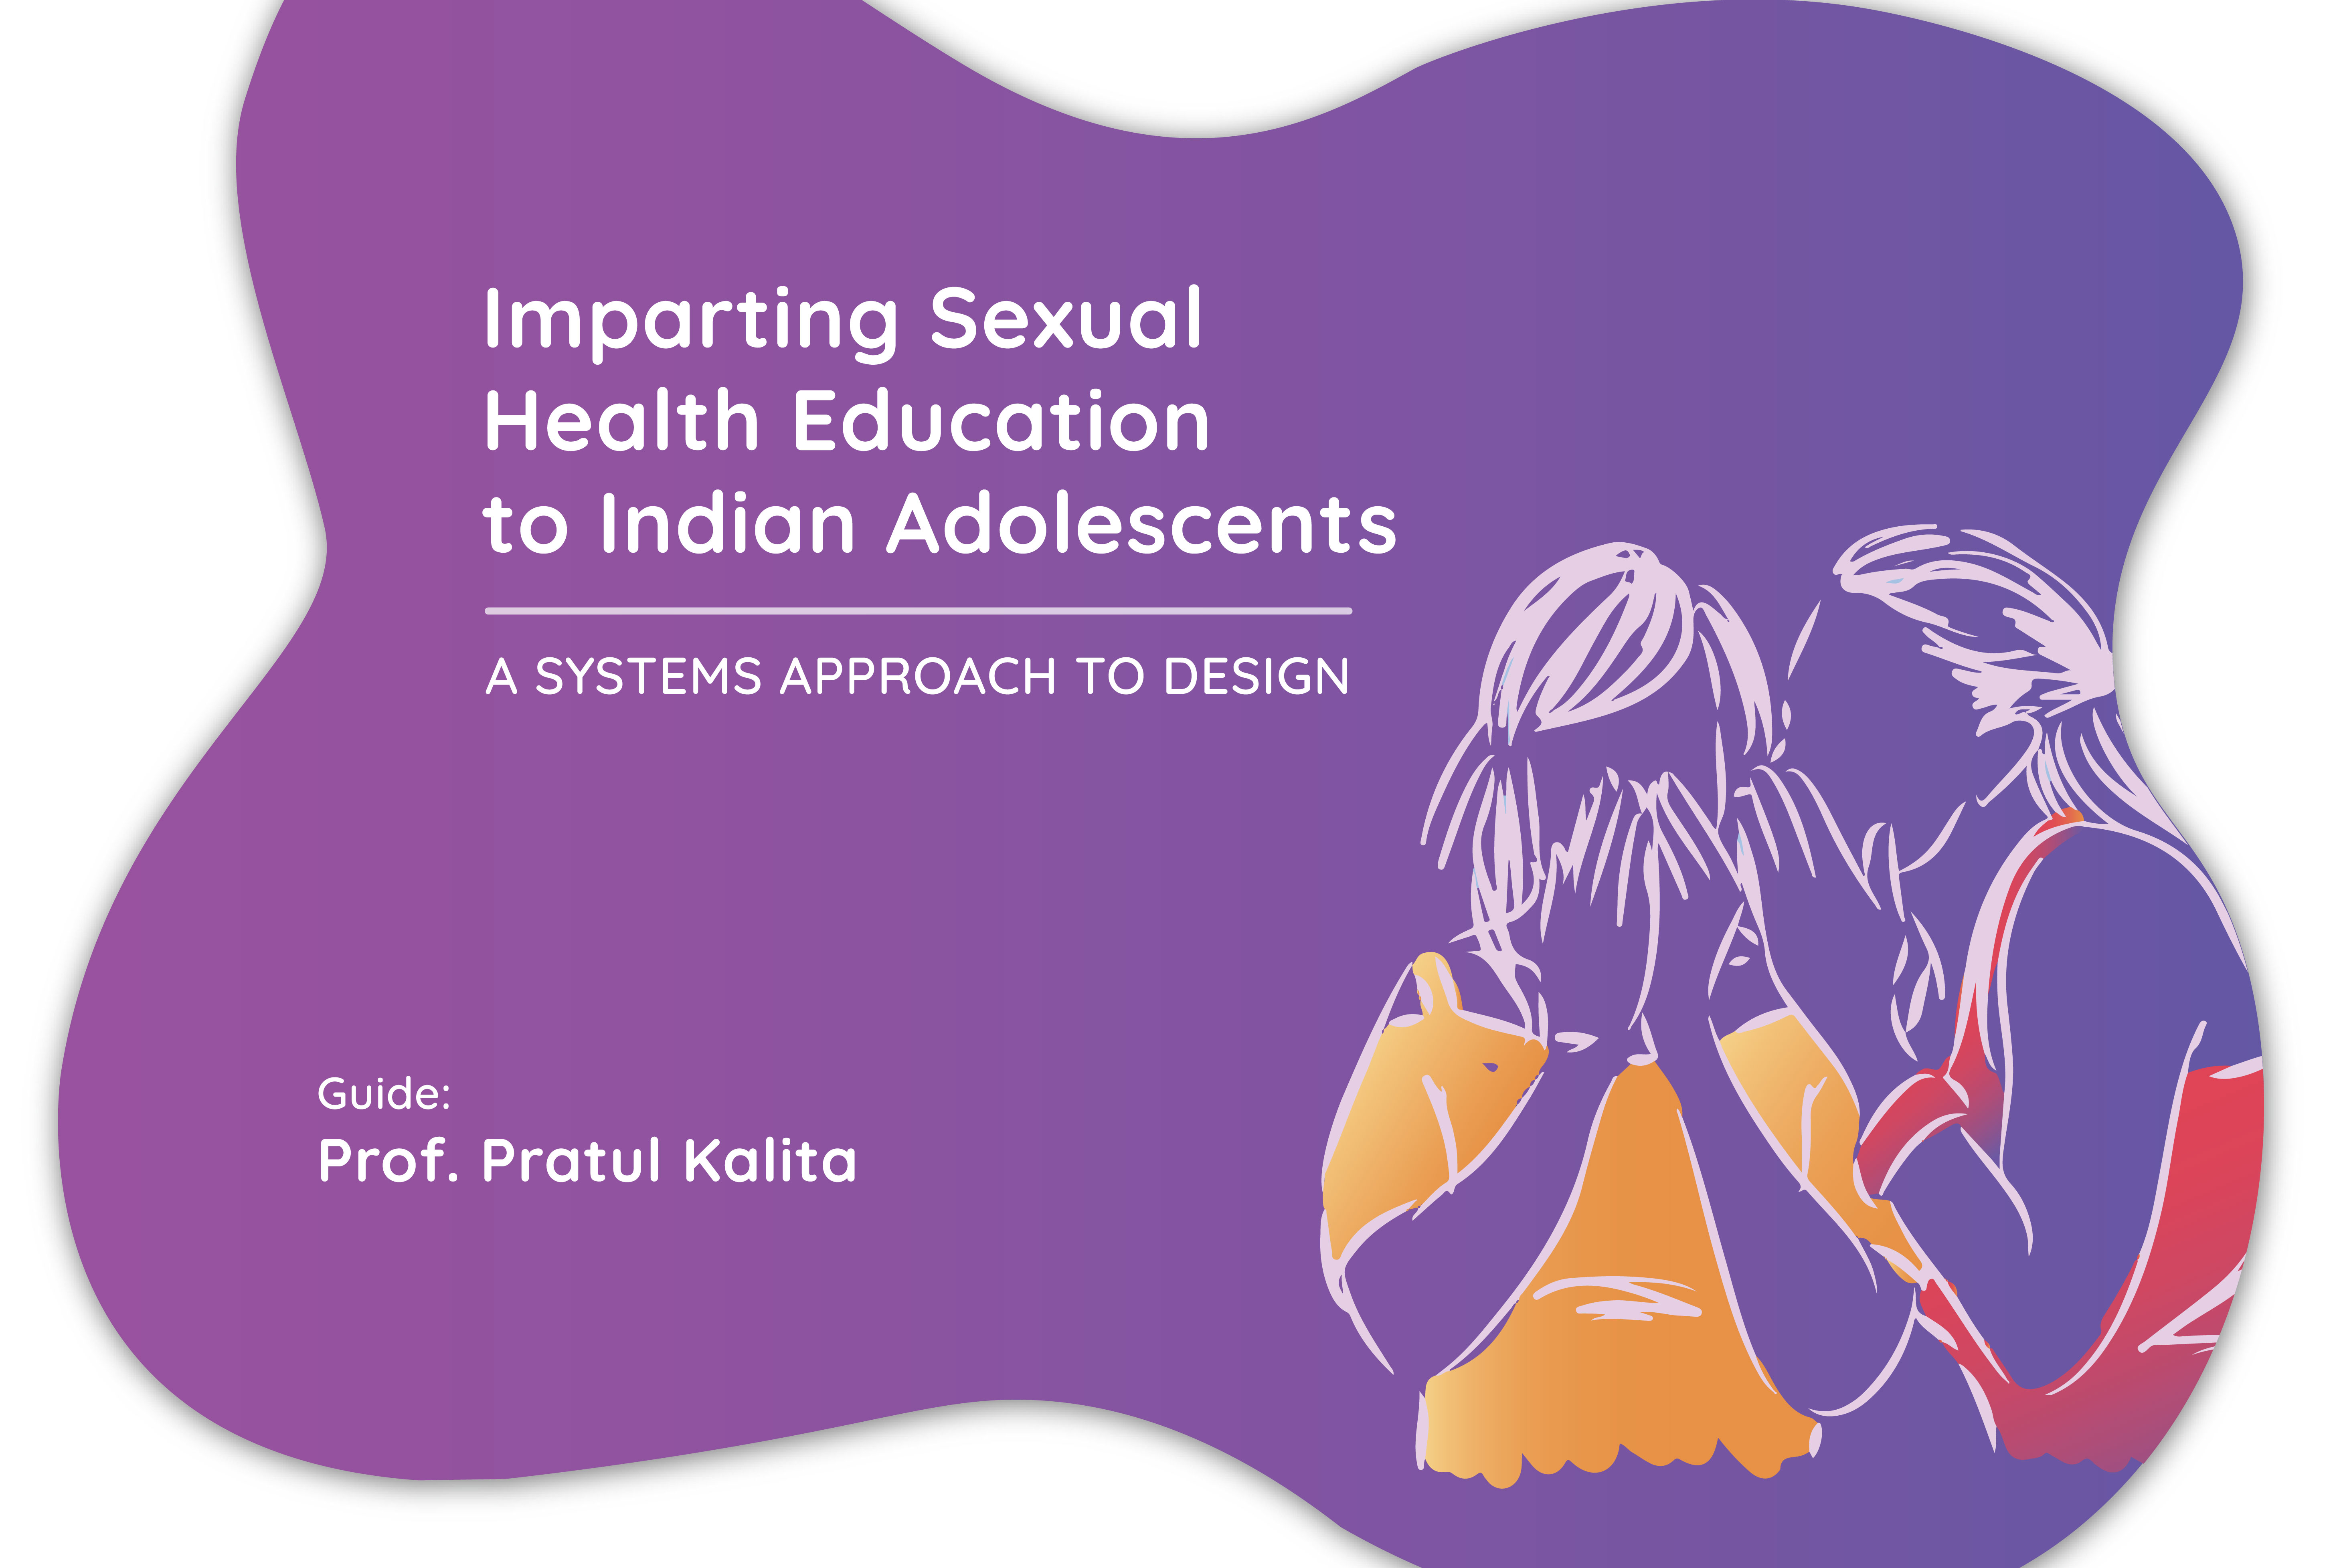 Imparting Sexual
Health Education
to Indian Adolescents
A SYSTEMS APPROACH TO DESIGN
Guide:
Prof. Pratul Kalita